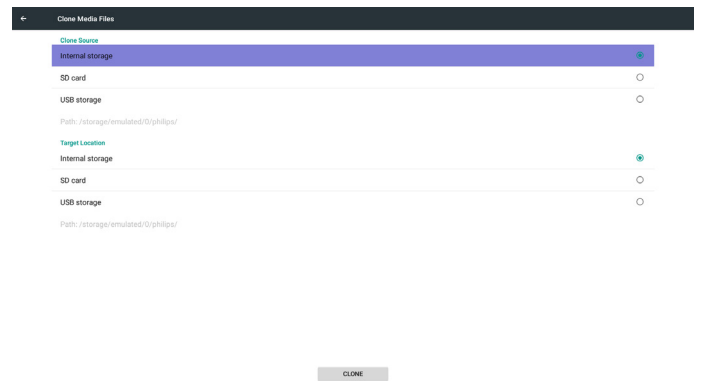 Clone Media Files
Clone Source
Internal storage
SD card
USB storage
Path: /storage/emulated/0/philips/
Target Location
Internal storage
SD card
USB storage
Path: /storage/emulated/0/philips/
CLONE